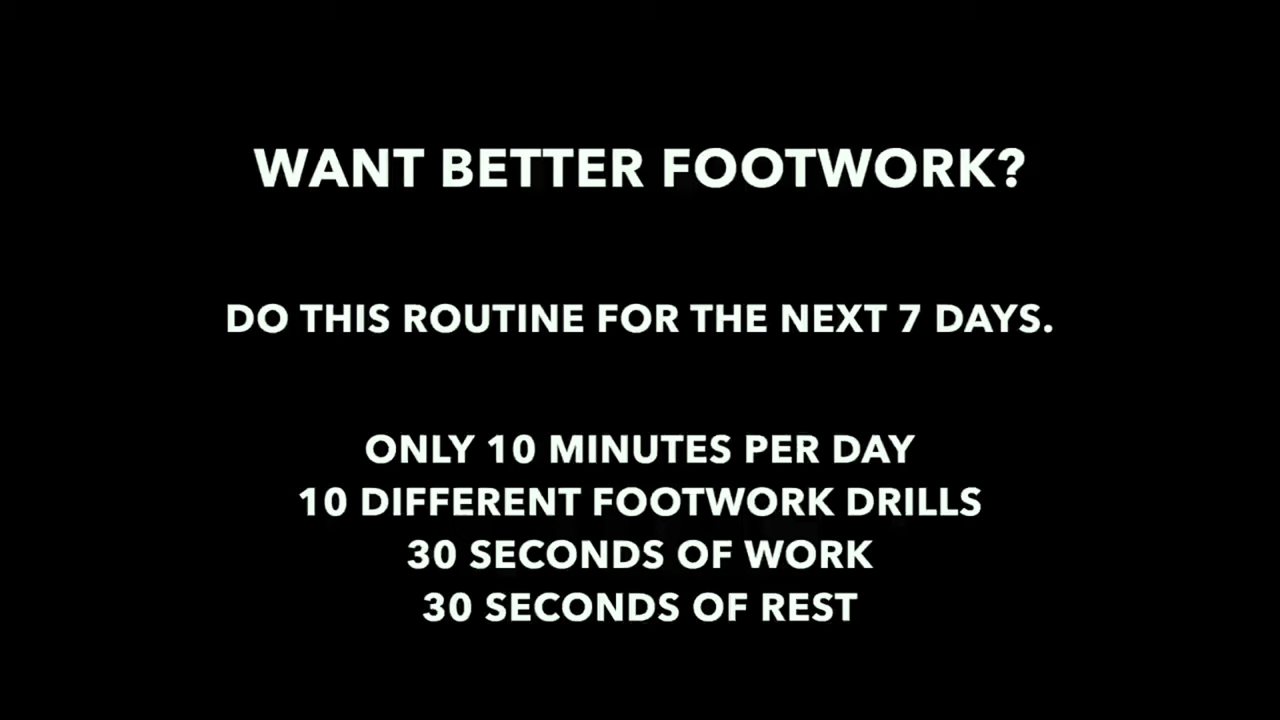 WANT BETTER FOOTWORK?
DO THIS ROUTINE FOR THE NEXT 7 DAYS.
ONLY 10 MINUTES PER DAY
10 DIFFERENT FOOTWORK DRILLS
30 SECONDS OF WORK
30 SECONDS OF REST